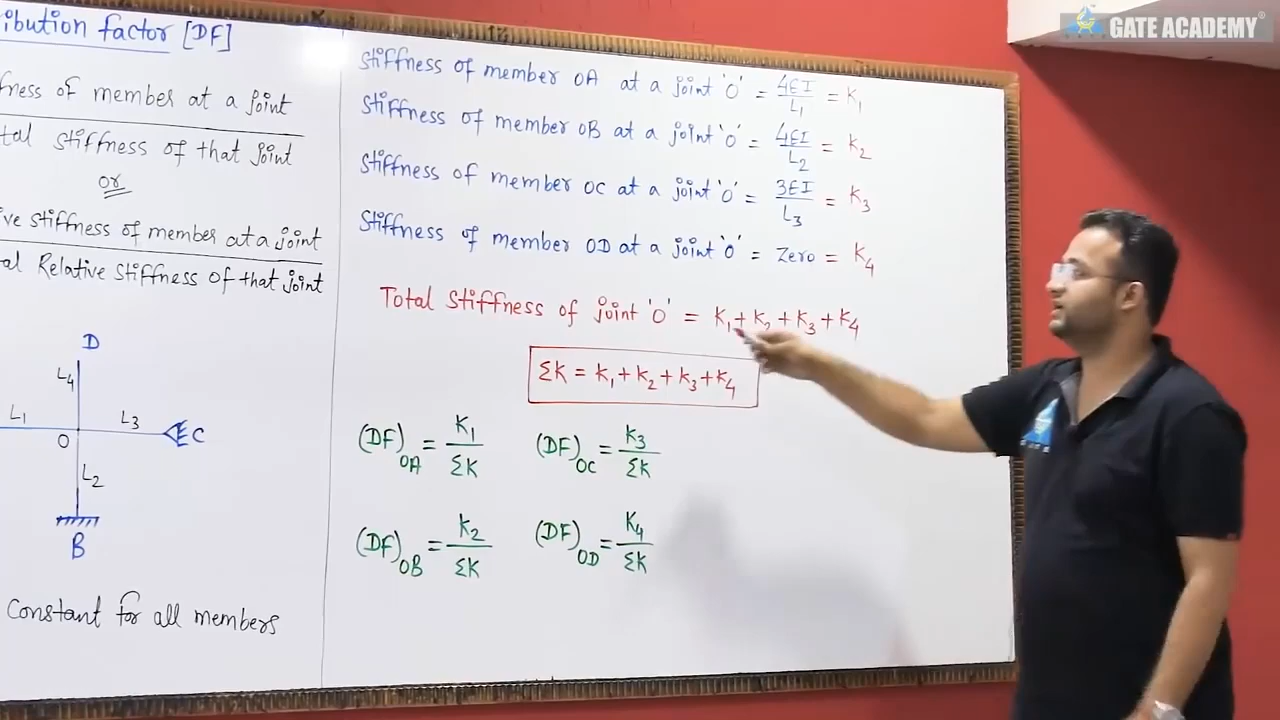 ibution factor [DF]
fness of member at a joint
tal stiffness of that joint
or
ive stiffness of member at a joint
al Relative stiffness of that joint
D
L4
L1
L3
O
C
L2
B
Constant for all members
Stiffness of member OA at a joint 'O' = 4EI/L1 = K1
Stiffness of member OB at a joint 'O' = 4EI/L2 = K2
Stiffness of member OC at a joint 'O' = 3EI/L3 = K3
Stiffness of member OD at a joint 'O' = Zero = K4
Total stiffness of joint 'O' = K1 + K2 + K3 + K4
ΣK = K1 + K2 + K3 + K4
(DF)OA = K1/ΣK
(DF)OC = K3/ΣK
(DF)OB = K2/ΣK
(DF)OD = K4/ΣK
GATE ACADEMY®